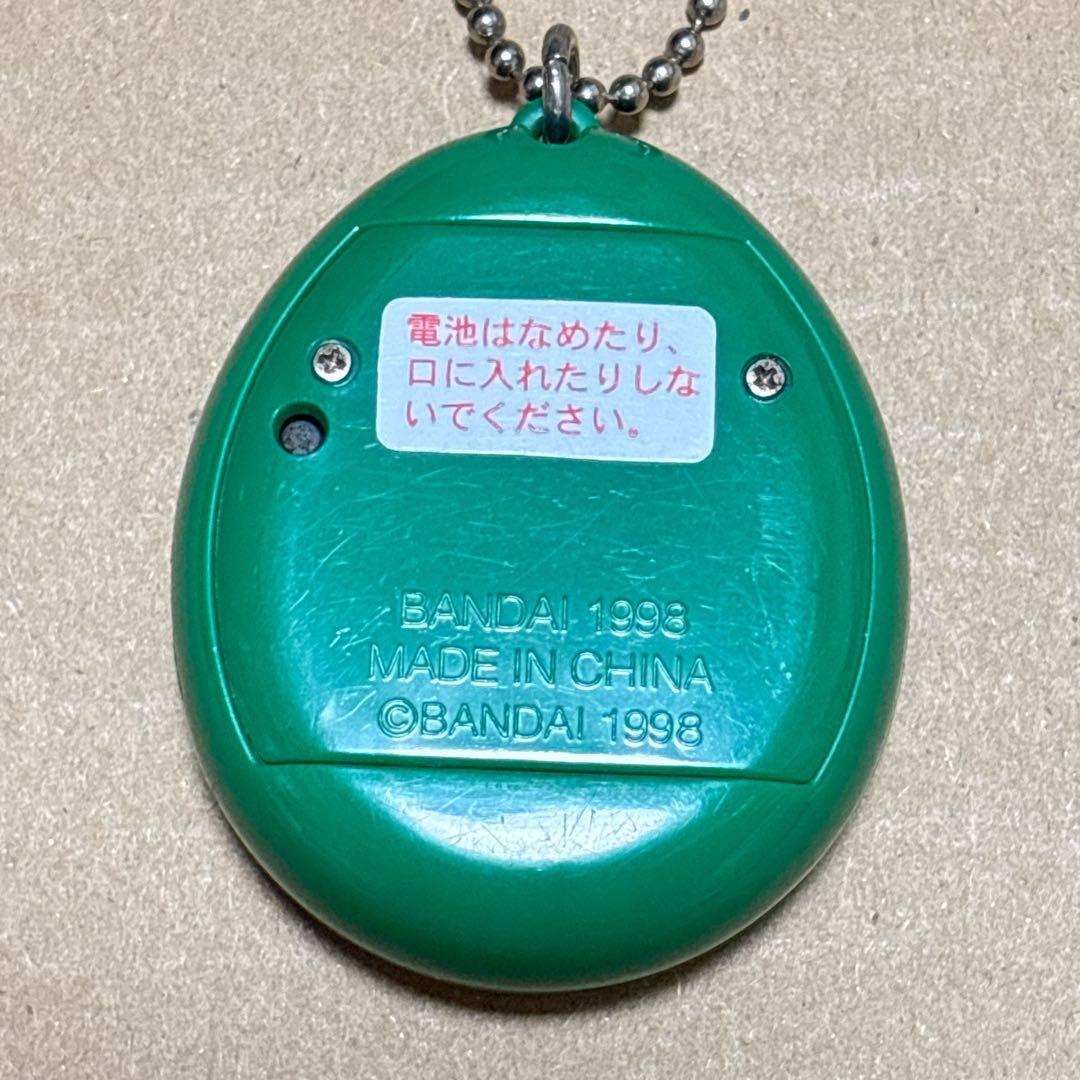 電池はなめたり、
口に入れたりしな
いでください。
BANDAI 1998
MADE IN CHINA
©BANDAI 1998